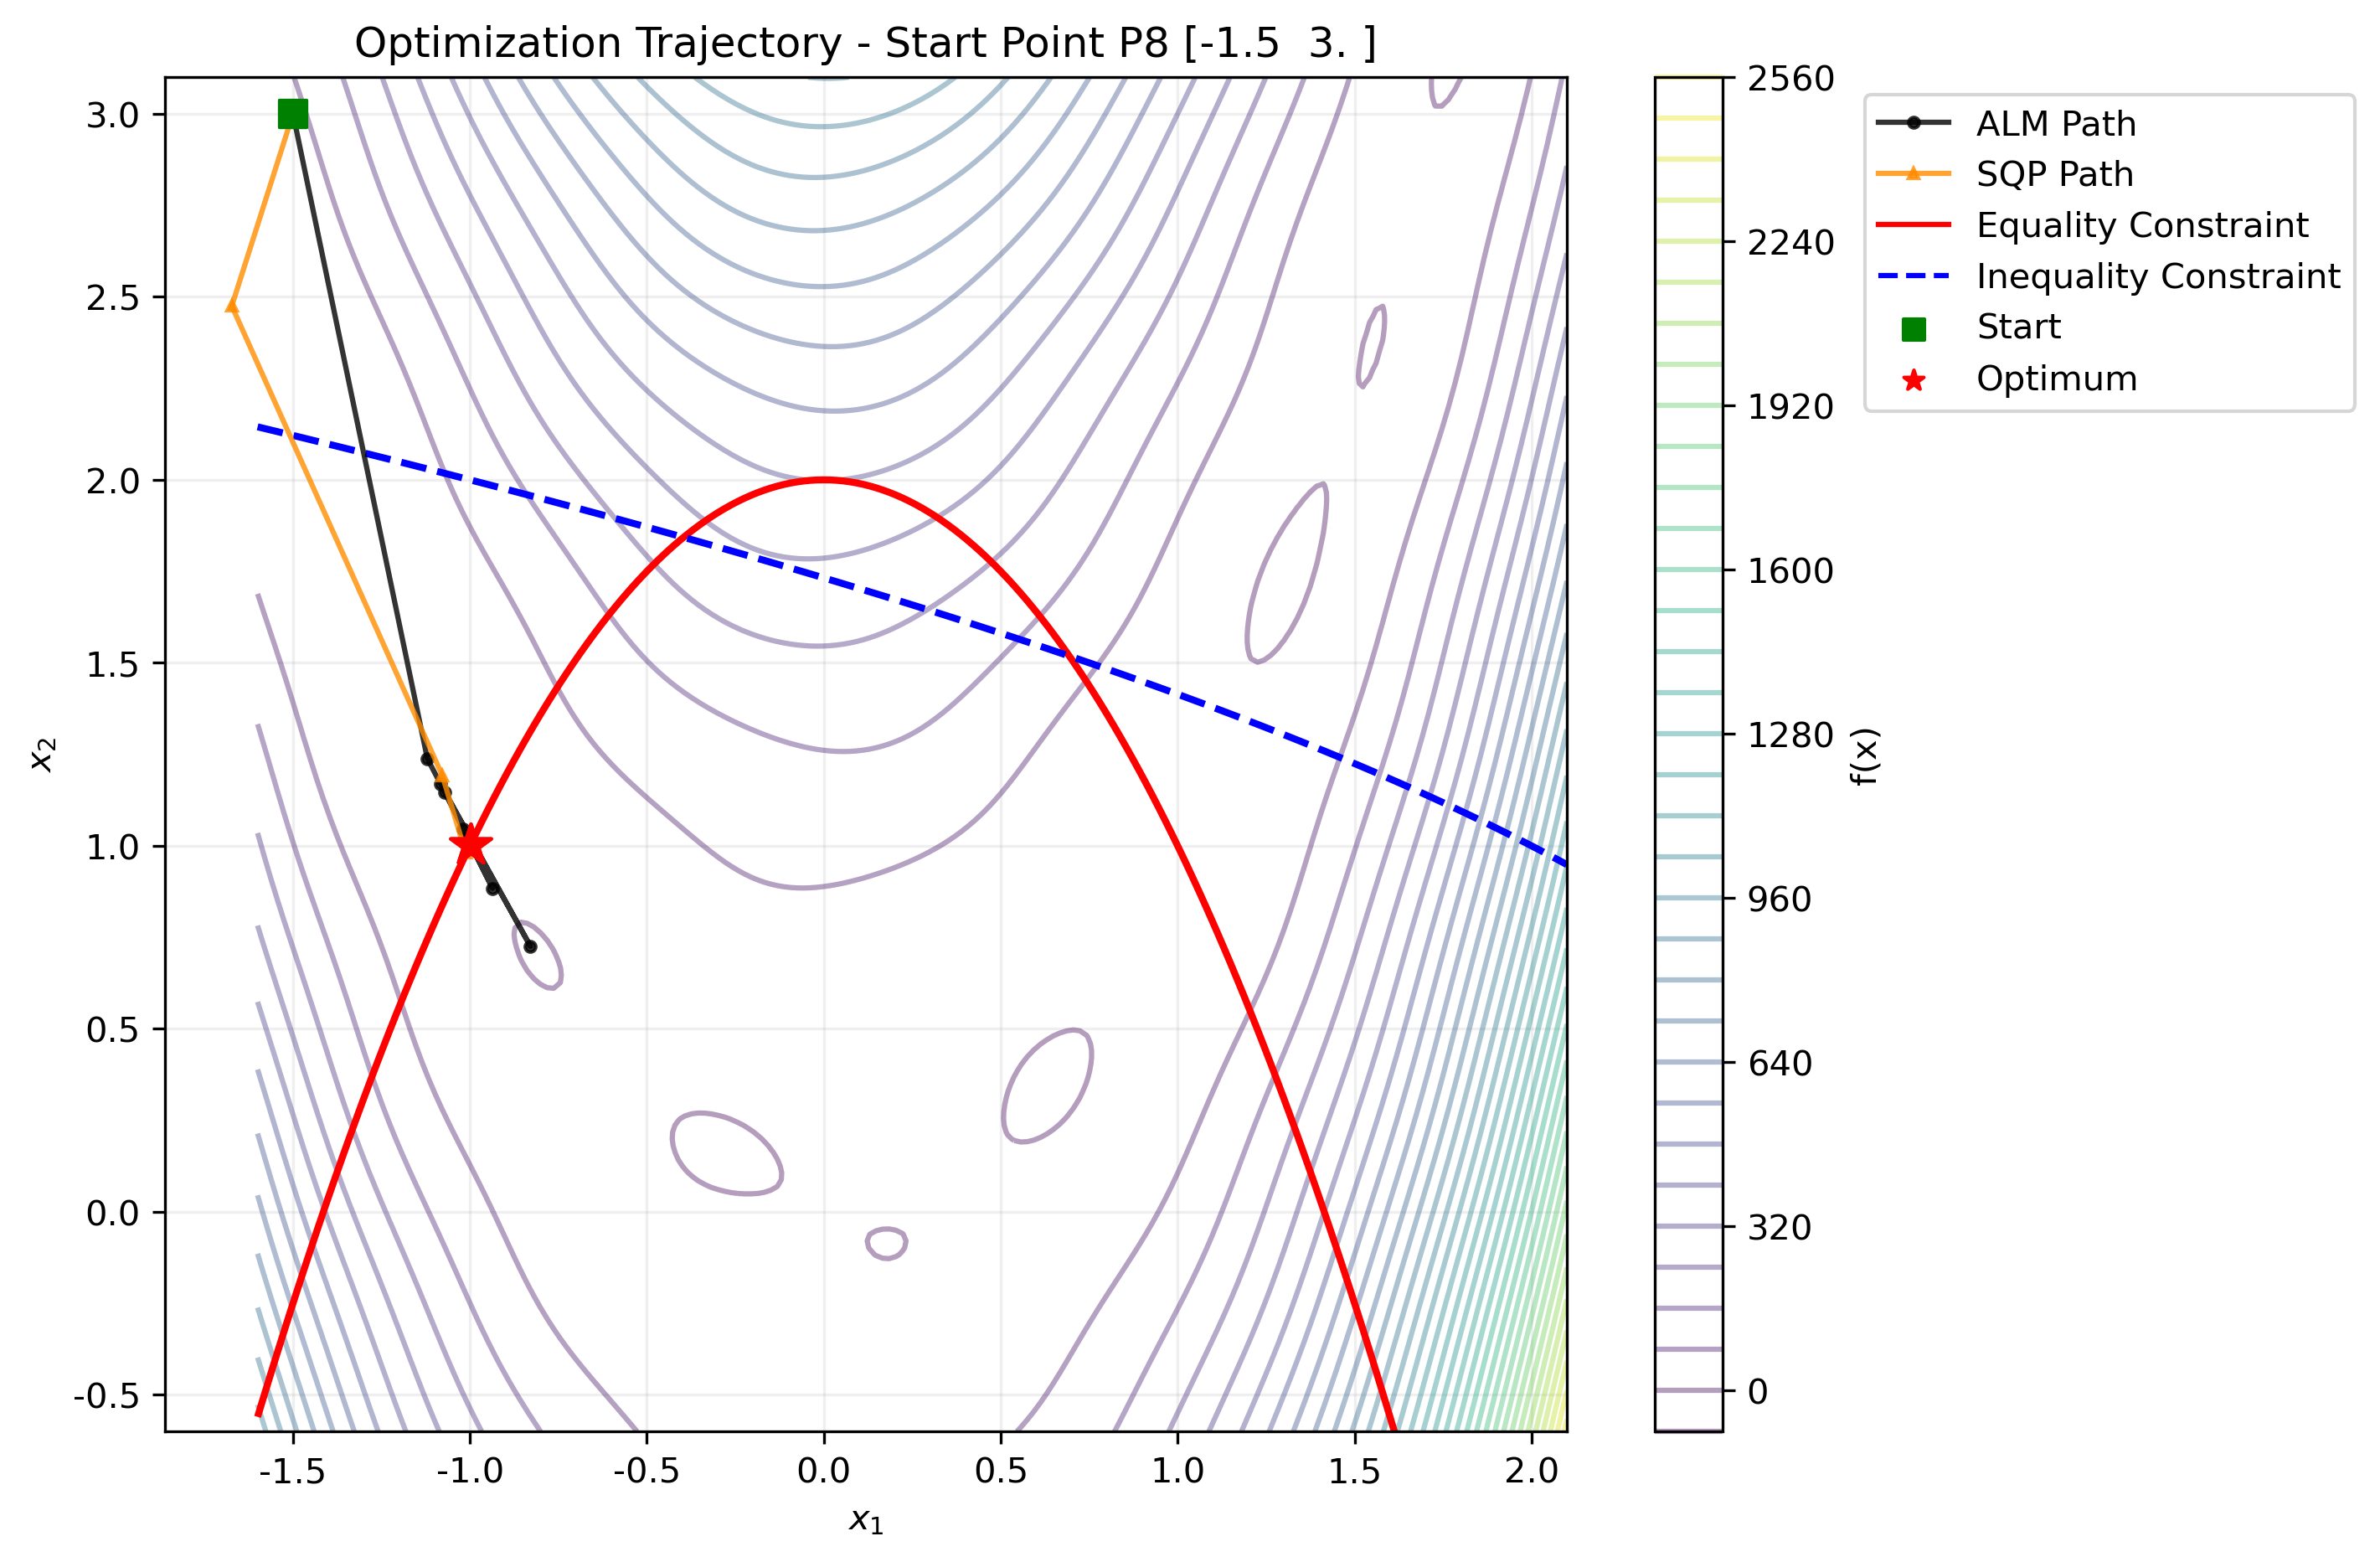 Optimization Trajectory - Start Point P8 [-1.5  3. ]
3.0
2.5
2.0
1.5
1.0
0.5
0.0
-0.5
x₂
-1.5
-1.0
-0.5
0.0
0.5
1.0
1.5
2.0
x₁
2560
2240
1920
1600
1280
960
640
320
0
f(x)
ALM Path
SQP Path
Equality Constraint
Inequality Constraint
Start
Optimum